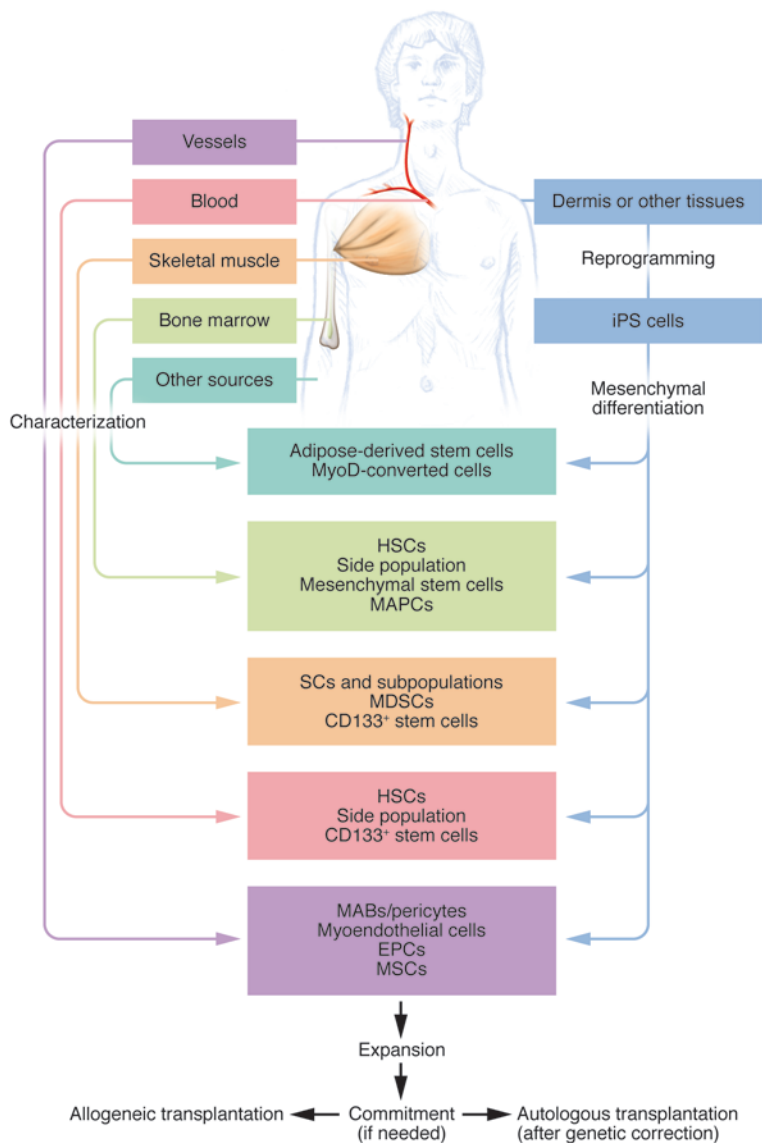 Vessels
Blood
Skeletal muscle
Bone marrow
Other sources
Characterization
Dermis or other tissues
Reprogramming
iPS cells
Mesenchymal
differentiation
Adipose-derived stem cells
MyoD-converted cells
HSCs
Side population
Mesenchymal stem cells
MAPCs
SCs and subpopulations
MDSCs
CD133⁺ stem cells
HSCs
Side population
CD133⁺ stem cells
MABs/pericytes
Myoendothelial cells
EPCs
MSCs
Expansion
Allogeneic transplantation
Commitment
(if needed)
Autologous transplantation
(after genetic correction)